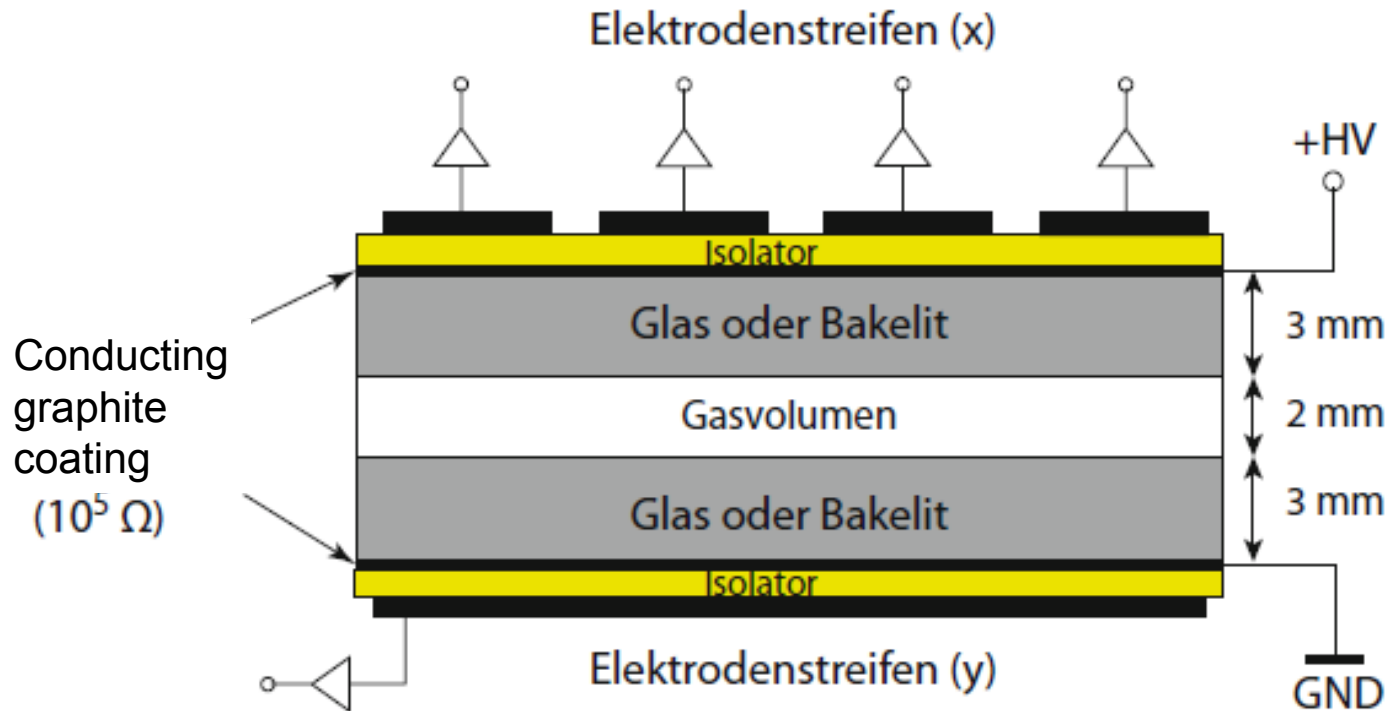 Elektrodenstreifen (x)
+HV
Isolator
Glas oder Bakelit
3 mm
Conducting
graphite
coating
(10⁵ Ω)
Gasvolumen
2 mm
Glas oder Bakelit
3 mm
Isolator
Elektrodenstreifen (y)
GND